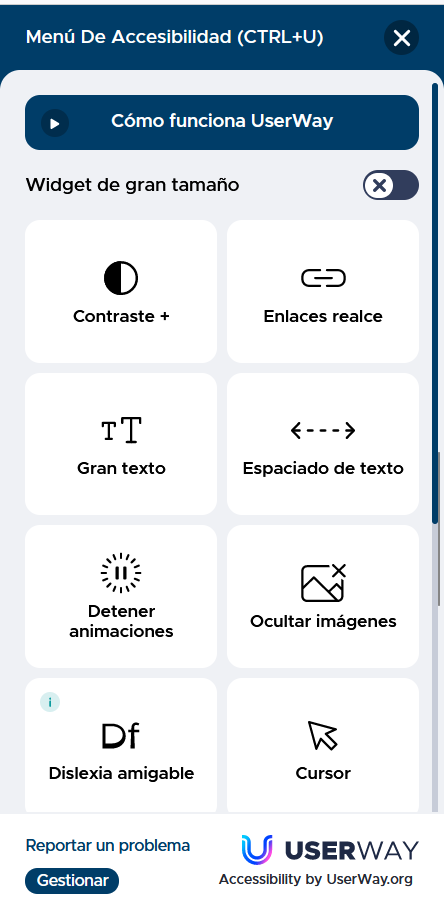 Menú De Accesibilidad (CTRL+U)
Cómo funciona UserWay
Widget de gran tamaño
Contraste +
Enlaces realce
TT
Gran texto
Espaciado de texto
Detener
animaciones
Ocultar imágenes
i
Df
Dislexia amigable
Cursor
Reportar un problema
USERWAY
Gestionar
Accessibility by UserWay.org